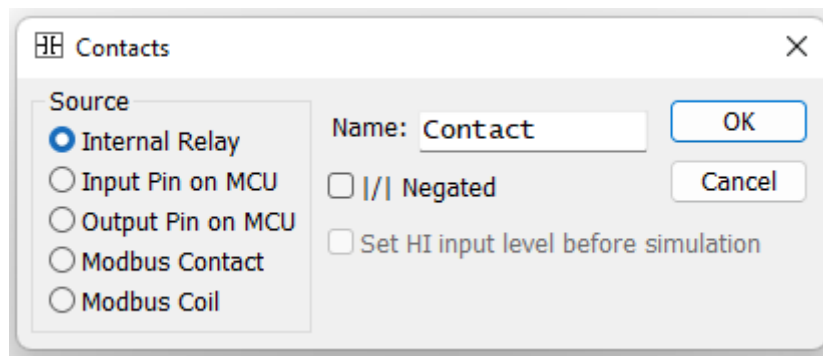 Contacts
Source
Internal Relay
Input Pin on MCU
Output Pin on MCU
Modbus Contact
Modbus Coil
Name: Contact
|/| Negated
Set HI input level before simulation
OK
Cancel